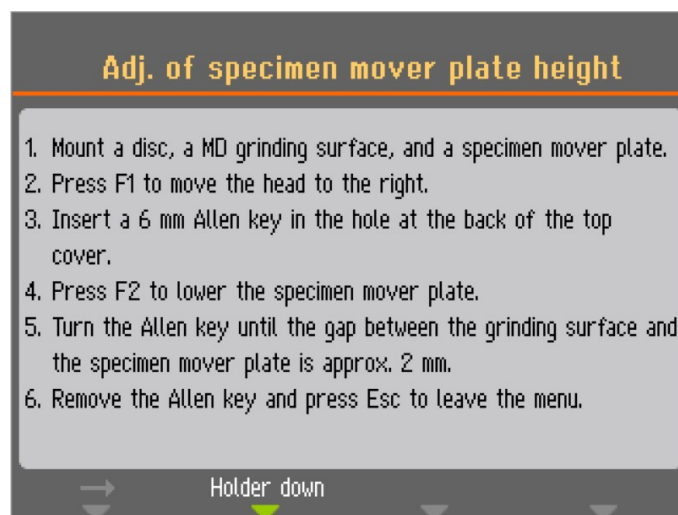 Adj. of specimen mover plate height
1. Mount a disc, a MD grinding surface, and a specimen mover plate.
2. Press F1 to move the head to the right.
3. Insert a 6 mm Allen key in the hole at the back of the top
cover.
4. Press F2 to lower the specimen mover plate.
5. Turn the Allen key until the gap between the grinding surface and
the specimen mover plate is approx. 2 mm.
6. Remove the Allen key and press Esc to leave the menu.
Holder down